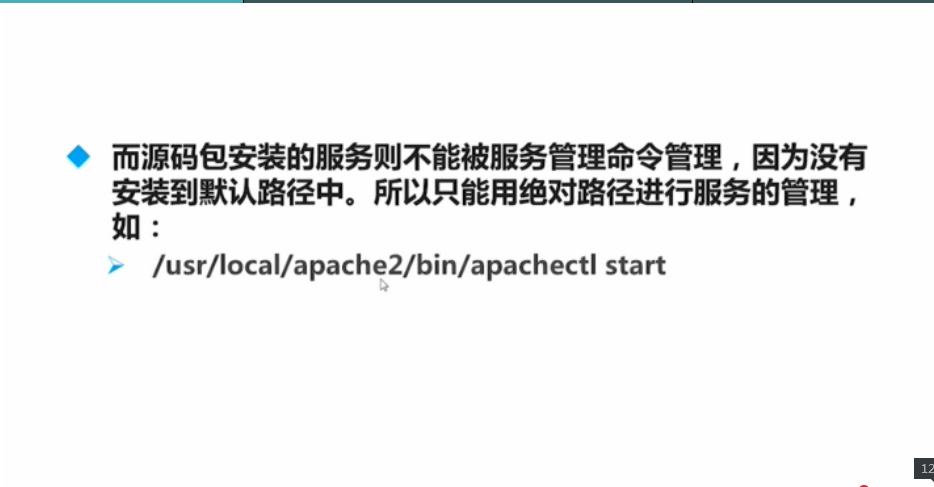 而源码包安装的服务则不能被服务管理命令管理，因为没有
安装到默认路径中。所以只能用绝对路径进行服务的管理，
如：
/usr/local/apache2/bin/apachectl start
12